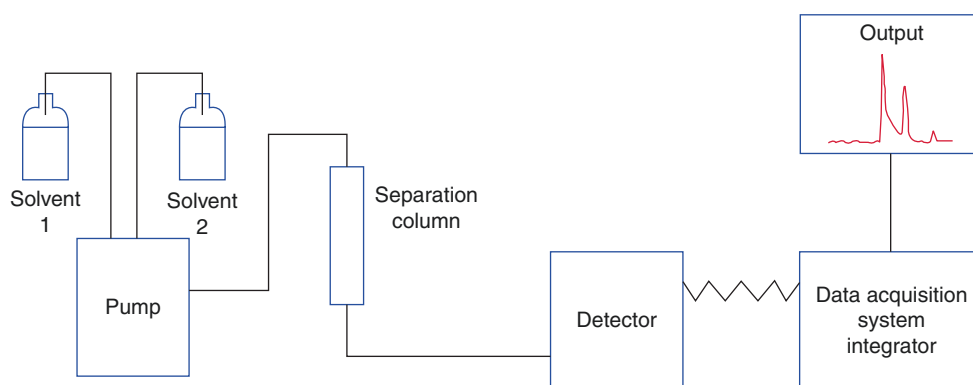 Output
Solvent
1
Solvent
2
Separation
column
Pump
Detector
Data acquisition
system
integrator